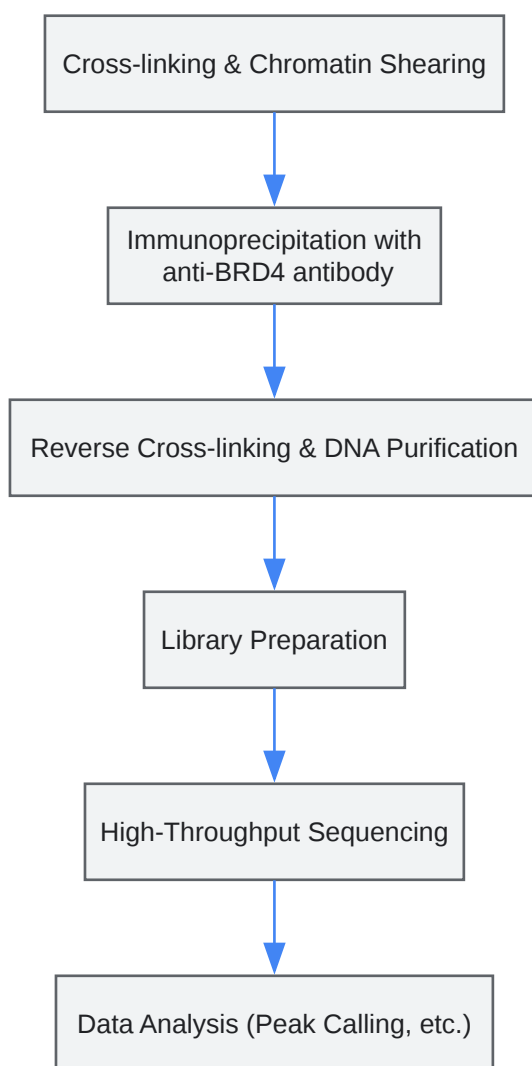 Cross-linking & Chromatin Shearing
Immunoprecipitation with
anti-BRD4 antibody
Reverse Cross-linking & DNA Purification
Library Preparation
High-Throughput Sequencing
Data Analysis (Peak Calling, etc.)